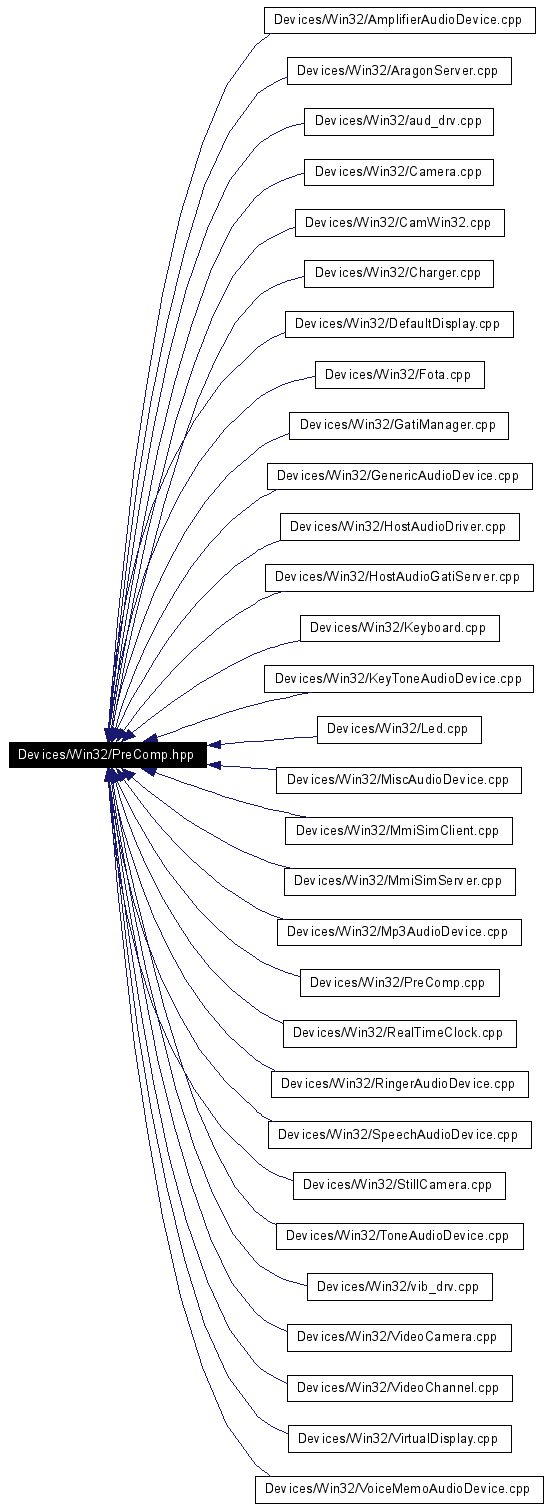 Devices/Win32/AmplifierAudioDevice.cpp
Devices/Win32/AragonServer.cpp
Devices/Win32/aud_drv.cpp
Devices/Win32/Camera.cpp
Devices/Win32/CamWin32.cpp
Devices/Win32/Charger.cpp
Devices/Win32/DefaultDisplay.cpp
Devices/Win32/Fota.cpp
Devices/Win32/GatiManager.cpp
Devices/Win32/GenericAudioDevice.cpp
Devices/Win32/HostAudioDriver.cpp
Devices/Win32/HostAudioGatiServer.cpp
Devices/Win32/Keyboard.cpp
Devices/Win32/KeyToneAudioDevice.cpp
Devices/Win32/Led.cpp
Devices/Win32/PreComp.hpp
Devices/Win32/MiscAudioDevice.cpp
Devices/Win32/MmiSimClient.cpp
Devices/Win32/MmiSimServer.cpp
Devices/Win32/Mp3AudioDevice.cpp
Devices/Win32/PreComp.cpp
Devices/Win32/RealTimeClock.cpp
Devices/Win32/RingerAudioDevice.cpp
Devices/Win32/SpeechAudioDevice.cpp
Devices/Win32/StillCamera.cpp
Devices/Win32/ToneAudioDevice.cpp
Devices/Win32/vib_drv.cpp
Devices/Win32/VideoCamera.cpp
Devices/Win32/VideoChannel.cpp
Devices/Win32/VirtualDisplay.cpp
Devices/Win32/VoiceMemoAudioDevice.cpp